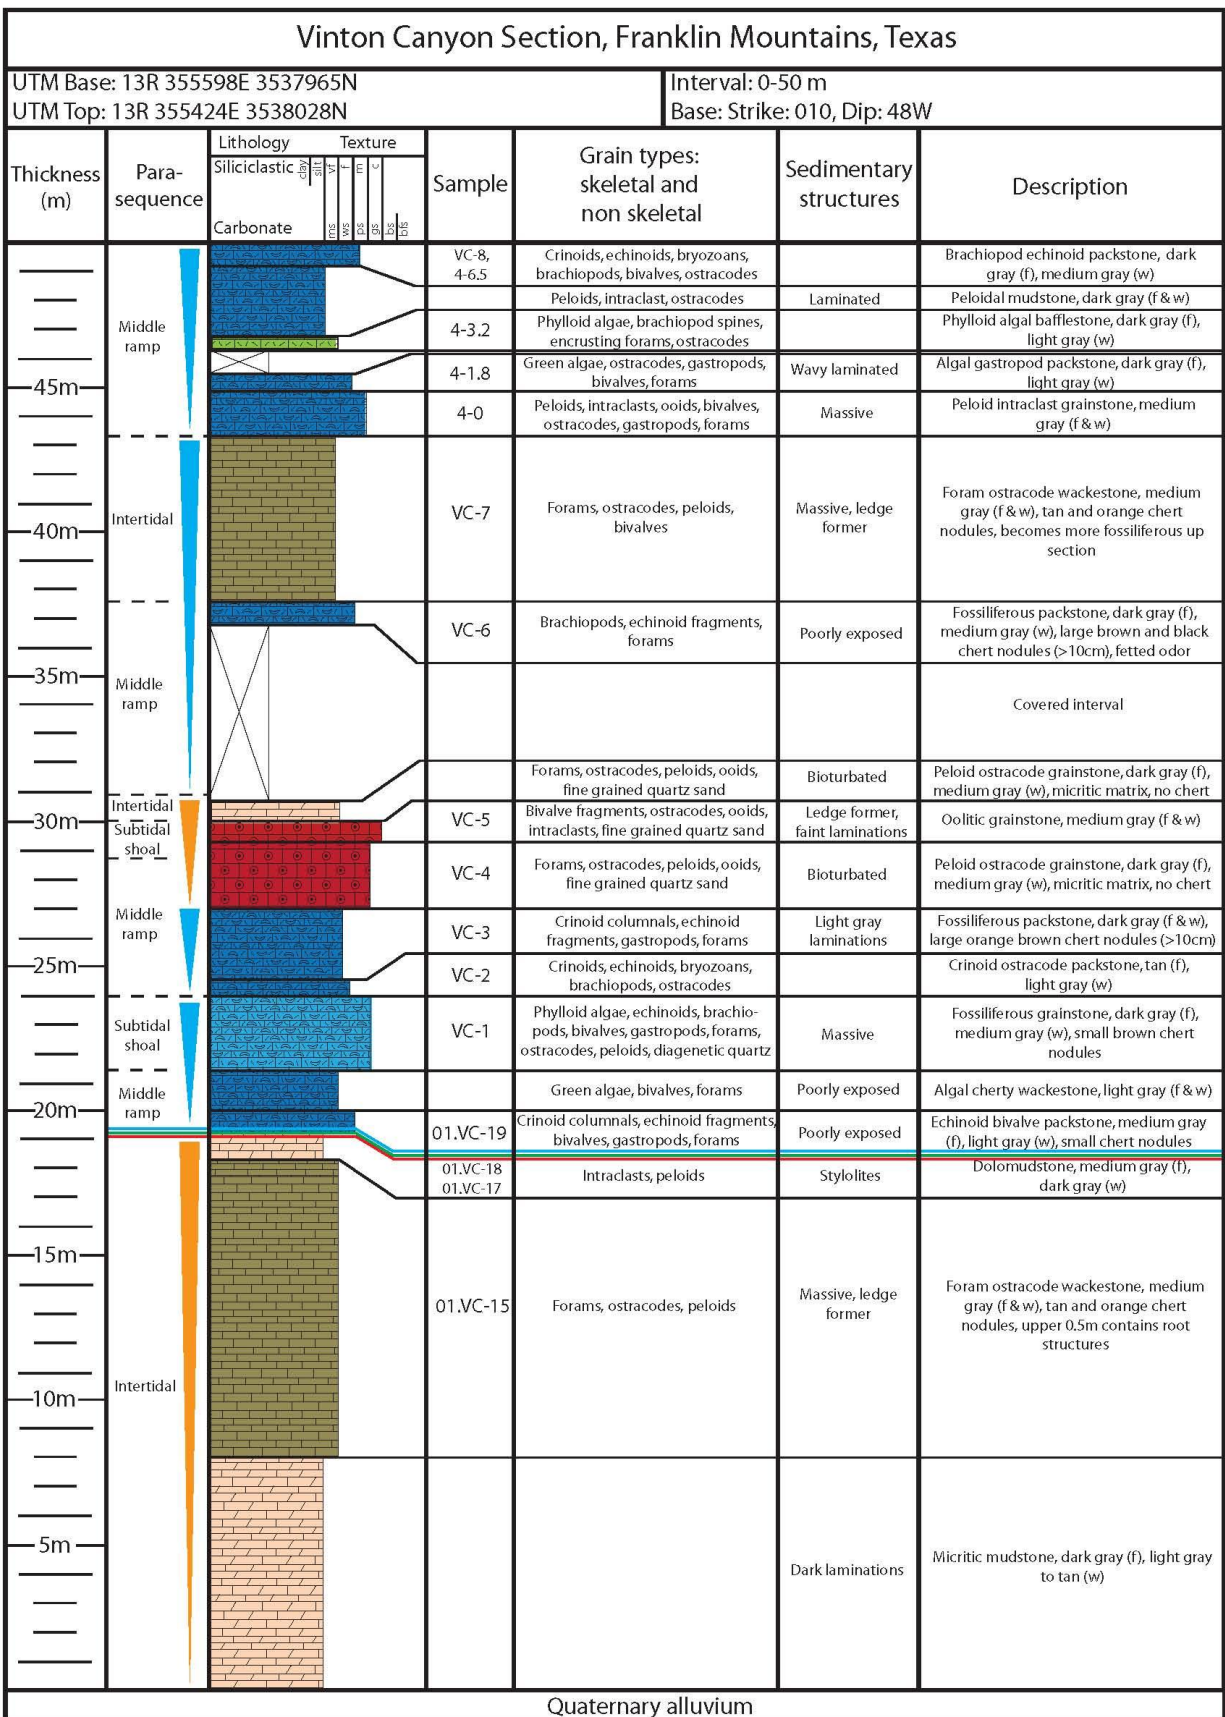 Vinton Canyon Section, Franklin Mountains, Texas
UTM Base: 13R 355598E 3537965N
UTM Top: 13R 355424E 3538028N
Interval: 0-50 m
Base: Strike: 010, Dip: 48W
Thickness
(m)
Para-
sequence
Lithology
Texture
Siliciclastic
clay
silt
vf
f
m
c
Carbonate
ms
ws
ps
gs
bs
bfs
Sample
Grain types:
skeletal and
non skeletal
Sedimentary
structures
Description
VC-8,
4-6.5
Crinoids, echinoids, bryozoans,
brachiopods, bivalves, ostracodes
Brachiopod echinoid packstone, dark
gray (f), medium gray (w)
Peloids, intraclast, ostracodes
Laminated
Peloidal mudstone, dark gray (f & w)
Middle
ramp
4-3.2
Phylloid algae, brachiopod spines,
encrusting forams, ostracodes
Phylloid algal bafflestone, dark gray (f),
light gray (w)
45m
4-1.8
Green algae, ostracodes, gastropods,
bivalves, forams
Wavy laminated
Algal gastropod packstone, dark gray (f),
light gray (w)
4-0
Peloids, intraclasts, ooids, bivalves,
ostracodes, gastropods, forams
Massive
Peloid intraclast grainstone, medium
gray (f & w)
Intertidal
40m
VC-7
Forams, ostracodes, peloids,
bivalves
Massive, ledge
former
Foram ostracode wackestone, medium
gray (f & w), tan and orange chert
nodules, becomes more fossiliferous up
section
VC-6
Brachiopods, echinoid fragments,
forams
Poorly exposed
Fossiliferous packstone, dark gray (f),
medium gray (w), large brown and black
chert nodules (>10cm), fetted odor
35m
Middle
ramp
Covered interval
Forams, ostracodes, peloids, ooids,
fine grained quartz sand
Bioturbated
Peloid ostracode grainstone, dark gray (f),
medium gray (w), micritic matrix, no chert
Intertidal
30m
Subtidal
shoal
VC-5
Bivalve fragments, ostracodes, ooids,
intraclasts, fine grained quartz sand
Ledge former,
faint laminations
Oolitic grainstone, medium gray (f & w)
VC-4
Forams, ostracodes, peloids, ooids,
fine grained quartz sand
Bioturbated
Peloid ostracode grainstone, dark gray (f),
medium gray (w), micritic matrix, no chert
Middle
ramp
VC-3
Crinoid columnals, echinoid
fragments, gastropods, forams
Light gray
laminations
Fossiliferous packstone, dark gray (f & w),
large orange brown chert nodules (>10cm)
25m
VC-2
Crinoids, echinoids, bryozoans,
brachiopods, ostracodes
Crinoid ostracode packstone, tan (f),
light gray (w)
Subtidal
shoal
VC-1
Phylloid algae, echinoids, brachio-
pods, bivalves, gastropods, forams,
ostracodes, peloids, diagenetic quartz
Massive
Fossiliferous grainstone, dark gray (f),
medium gray (w), small brown chert
nodules
Middle
ramp
Green algae, bivalves, forams
Poorly exposed
Algal cherty wackestone, light gray (f & w)
20m
01.VC-19
Crinoid columnals, echinoid fragments,
bivalves, gastropods, forams
Poorly exposed
Echinoid bivalve packstone, medium gray
(f), light gray (w), small chert nodules
01.VC-18
01.VC-17
Intraclasts, peloids
Stylolites
Dolomudstone, medium gray (f),
dark gray (w)
15m
01.VC-15
Forams, ostracodes, peloids
Massive, ledge
former
Foram ostracode wackestone, medium
gray (f & w), tan and orange chert
nodules, upper 0.5m contains root
structures
Intertidal
10m
5m
Dark laminations
Micritic mudstone, dark gray (f), light gray
to tan (w)
Quaternary alluvium